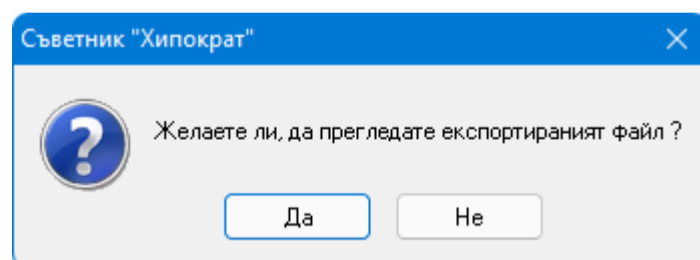 Съветник "Хипократ"
Желаете ли, да прегледате експортираният файл ?
Да
Не